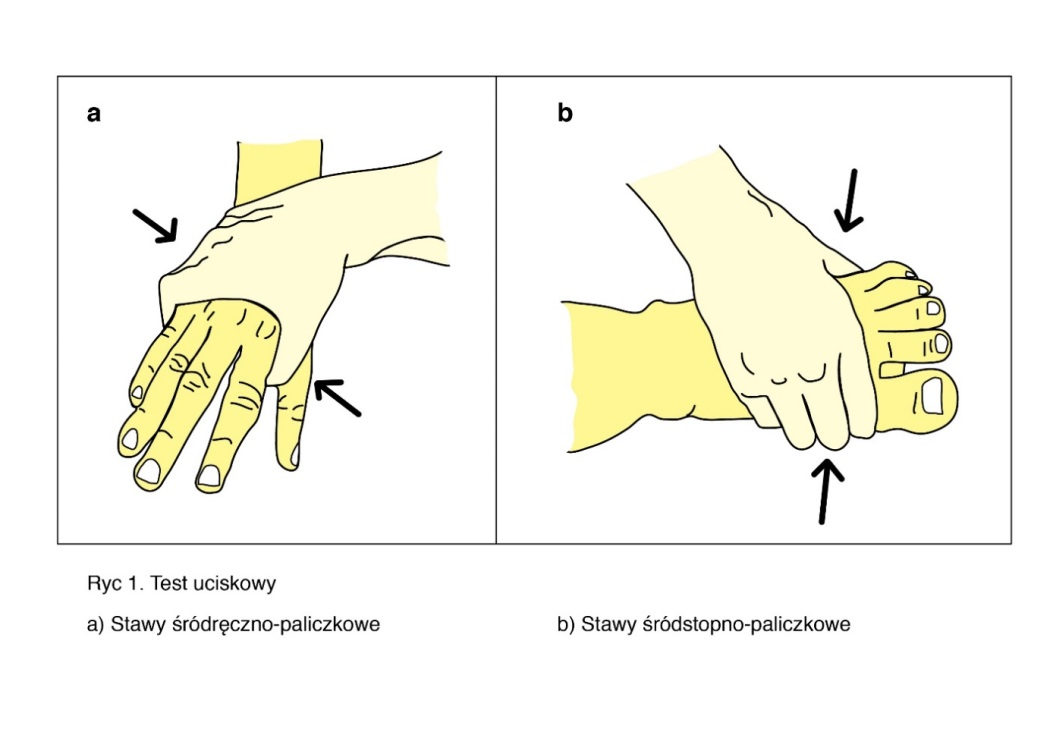 a
b
Ryc 1. Test uciskowy
a) Stawy śródręczno-paliczkowe
b) Stawy śródstopno-paliczkowe